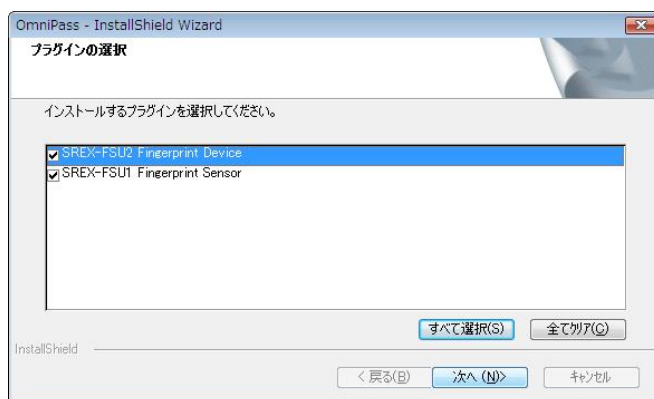 OmniPass - InstallShield Wizard
プラグインの選択
インストールするプラグインを選択してください。
SREX-FSU2 Fingerprint Device
SREX-FSU1 Fingerprint Sensor
すべて選択(S) 全てクリア(C)
InstallShield
< 戻る(B) 次へ (N)> キャンセル